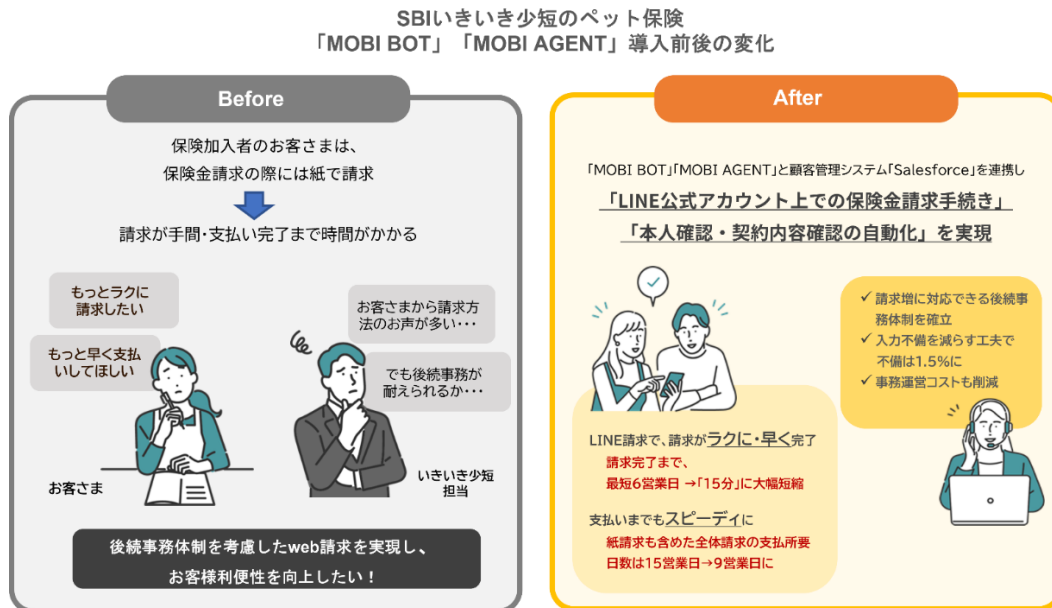 SBIいきいき少短のペット保険
「MOBI BOT」「MOBI AGENT」導入前後の変化
Before
保険加入者のお客さまは、
保険金請求の際には紙で請求
請求が手間・支払い完了まで時間がかかる
もっとラクに
請求したい
もっと早く支払
いしてほしい
お客さまから請求方
法のお声が多い・・・
でも後続事務が
耐えられるか・・・
お客さま
いきいき少短
担当
後続事務体制を考慮したweb請求を実現し、
お客様利便性を向上したい！
After
「MOBI BOT」「MOBI AGENT」と顧客管理システム「Salesforce」を連携し
「LINE公式アカウント上での保険金請求手続き」
「本人確認・契約内容確認の自動化」を実現
✓ 請求増に対応できる後続事
務体制を確立
✓ 入力不備を減らす工夫で
不備は1.5%に
✓ 事務運営コストも削減
LINE請求で、請求がラクに・早く完了
請求完了まで、
最短6営業日 →「15分」に大幅短縮
支払いまでもスピーディに
紙請求も含めた全体請求の支払所要
日数は15営業日→9営業日に